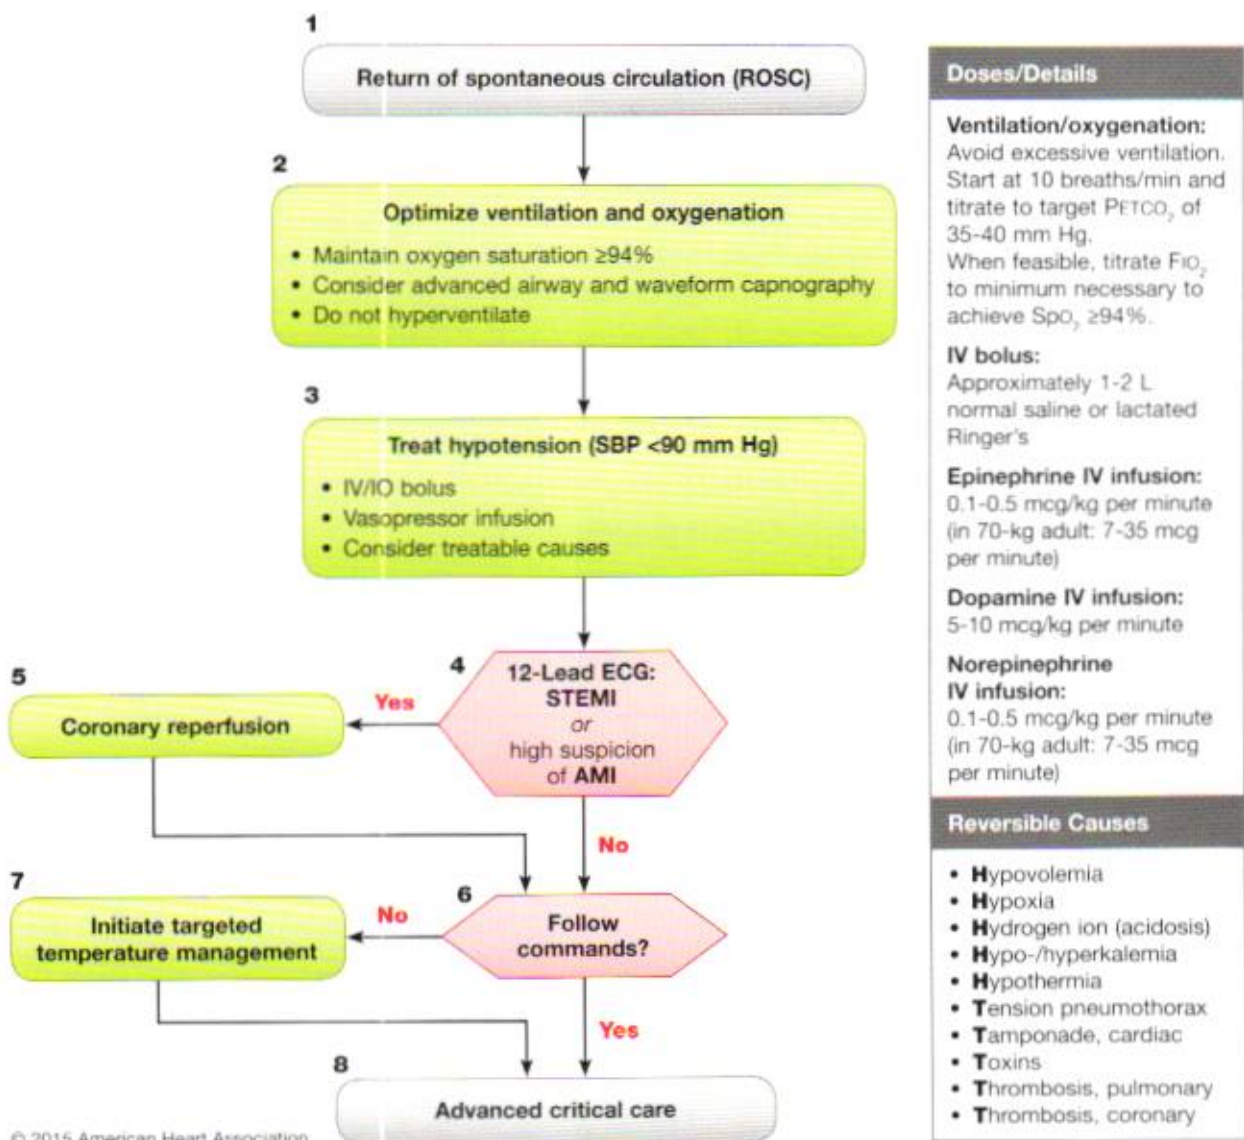 1
Return of spontaneous circulation (ROSC)
2
Optimize ventilation and oxygenation
• Maintain oxygen saturation ≥94%
• Consider advanced airway and waveform capnography
• Do not hyperventilate
3
Treat hypotension (SBP <90 mm Hg)
• IV/IO bolus
• Vasopressor infusion
• Consider treatable causes
4
12-Lead ECG:
STEMI
or
high suspicion
of AMI
Yes
5
Coronary reperfusion
No
6
Follow
commands?
No
7
Initiate targeted
temperature management
Yes
8
Advanced critical care
© 2015 American Heart Association
Doses/Details
Ventilation/oxygenation:
Avoid excessive ventilation.
Start at 10 breaths/min and
titrate to target PETCO₂ of
35-40 mm Hg.
When feasible, titrate FIO₂
to minimum necessary to
achieve SpO₂ ≥94%.
IV bolus:
Approximately 1-2 L
normal saline or lactated
Ringer's
Epinephrine IV infusion:
0.1-0.5 mcg/kg per minute
(in 70-kg adult: 7-35 mcg
per minute)
Dopamine IV infusion:
5-10 mcg/kg per minute
Norepinephrine
IV infusion:
0.1-0.5 mcg/kg per minute
(in 70-kg adult: 7-35 mcg
per minute)
Reversible Causes
• Hypovolemia
• Hypoxia
• Hydrogen ion (acidosis)
• Hypo-/hyperkalemia
• Hypothermia
• Tension pneumothorax
• Tamponade, cardiac
• Toxins
• Thrombosis, pulmonary
• Thrombosis, coronary